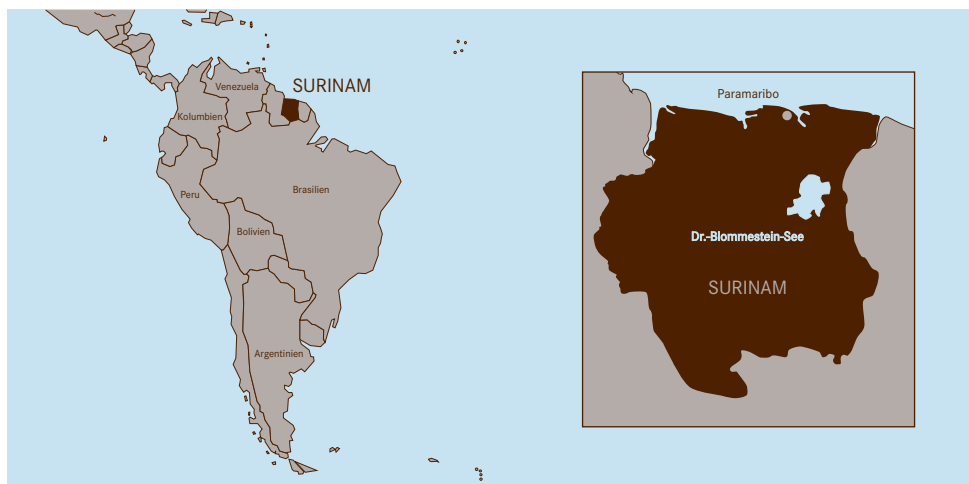 Venezuela
SURINAM
Kolumbien
Peru
Brasilien
Bolivien
Argentinien
Paramaribo
Dr.-Blommestein-See
SURINAM